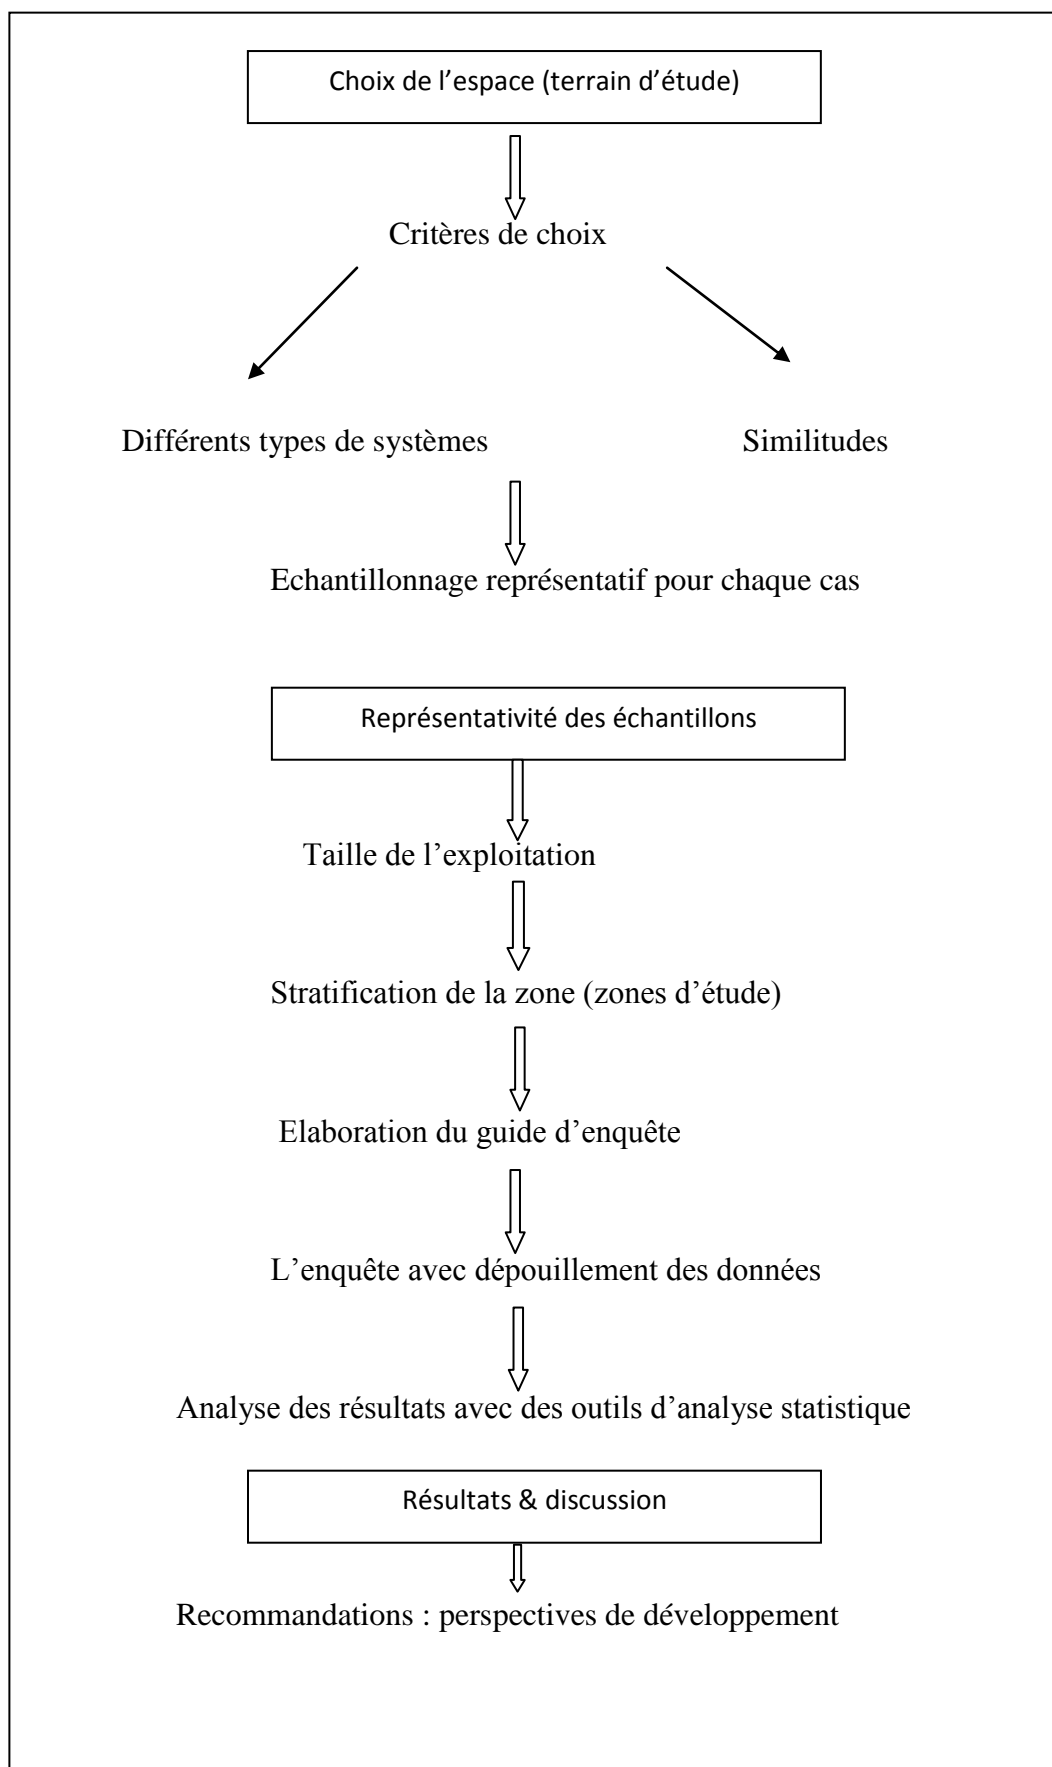 Choix de l’espace (terrain d’étude)
Critères de choix
Différents types de systèmes
Similitudes
Echantillonnage représentatif pour chaque cas
Représentativité des échantillons
Taille de l’exploitation
Stratification de la zone (zones d’étude)
Elaboration du guide d’enquête
L’enquête avec dépouillement des données
Analyse des résultats avec des outils d’analyse statistique
Résultats & discussion
Recommandations : perspectives de développement